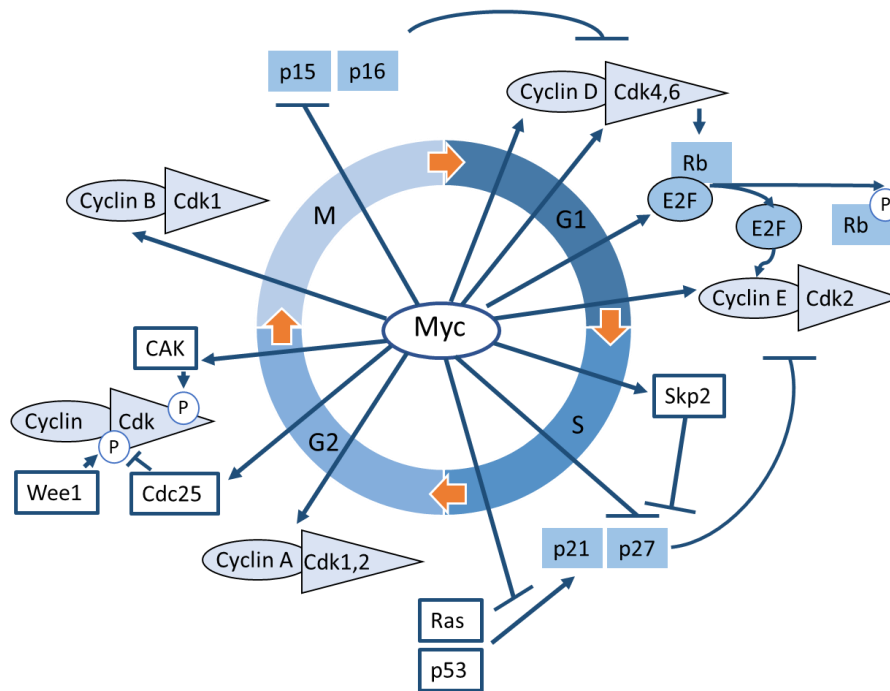 p15
p16
Cyclin D
Cdk4,6
Rb
E2F
P
Rb
E2F
Cyclin B
Cdk1
M
G1
Cyclin E
Cdk2
Myc
CAK
P
Skp2
Cyclin
Cdk
P
G2
S
Wee1
Cdc25
p21
p27
Cyclin A
Cdk1,2
Ras
p53